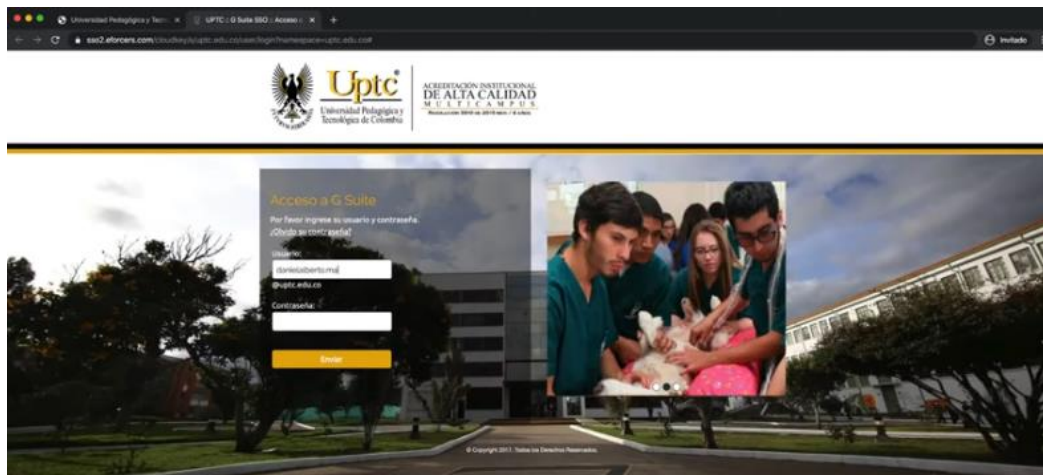 Universidad Pedagógica y Tecn
UPTC :: G Suite SSO :: Acceso a
sso2.eforcers.com/cloudkey/a/uptc.edu.co/user/login?namespace=uptc.edu.co#
Invitado
Uptc
Universidad Pedagógica y
Tecnológica de Colombia
ACREDITACIÓN INSTITUCIONAL
DE ALTA CALIDAD
MULTICAMPUS
Acceso a G Suite
Por favor ingrese su usuario y contraseña.
¿Olvido su contraseña?
Usuario:
danielalberto.ma
@uptc.edu.co
Contraseña:
Enviar
© Copyright 2017. Todos los Derechos Reservados.